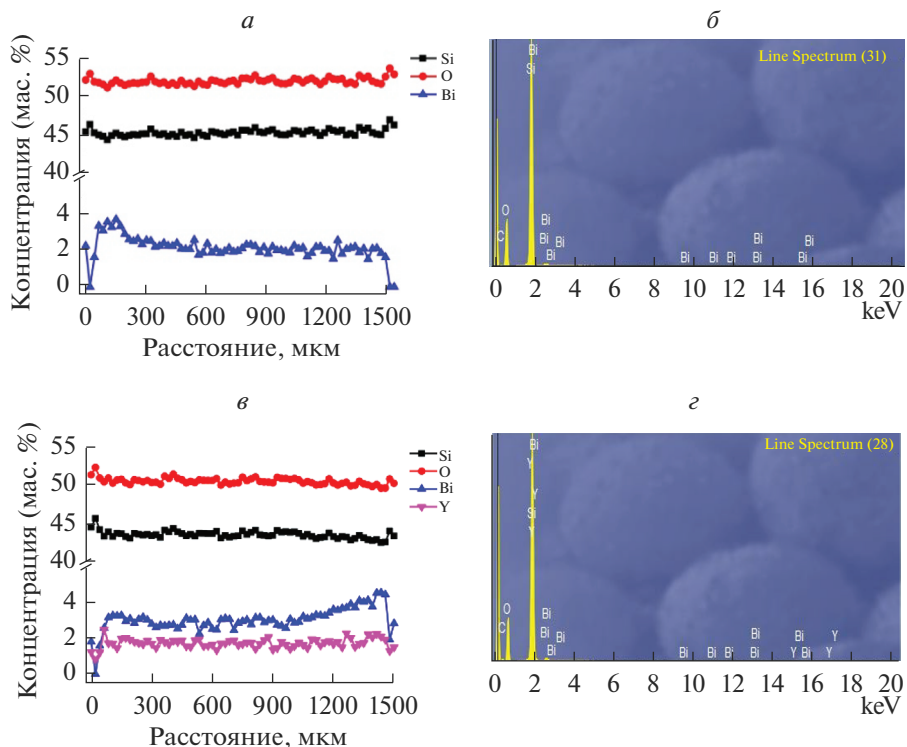 а
Концентрация (мас. %)
55
50
45
40
4
2
0
0 300 600 900 1200 1500
Расстояние, мкм
Si
O
Bi
б
Line Spectrum (31)
Bi
Si
O
C
Bi
Bi
Bi
Bi
Bi
Bi
Bi
Bi
Bi
Bi
Bi
0 2 4 6 8 10 12 14 16 18 20
keV
в
Концентрация (мас. %)
55
50
45
40
4
2
0
0 300 600 900 1200 1500
Расстояние, мкм
Si
O
Bi
Y
г
Line Spectrum (28)
Bi
Y
Y
Si
Y
O
C
Bi
Bi
Bi
Bi
Bi
Bi
Bi
Bi
Bi
Bi
Y
Bi
Y
Y
0 2 4 6 8 10 12 14 16 18 20
keV